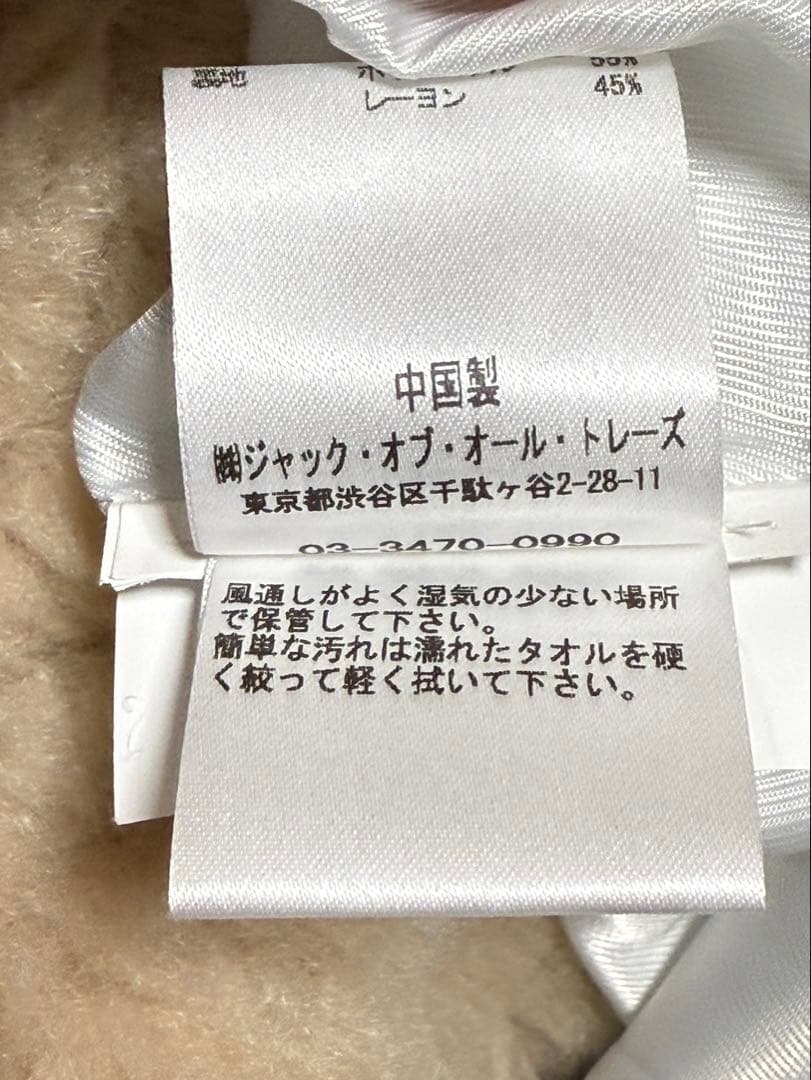 レーヨン 45%
中国製
㈱ジャック・オブ・オール・トレーズ
東京都渋谷区千駄ヶ谷2-28-11
03-3470-0990
風通しがよく湿気の少ない場所
で保管して下さい。
簡単な汚れは濡れたタオルを硬
く絞って軽く拭いて下さい。